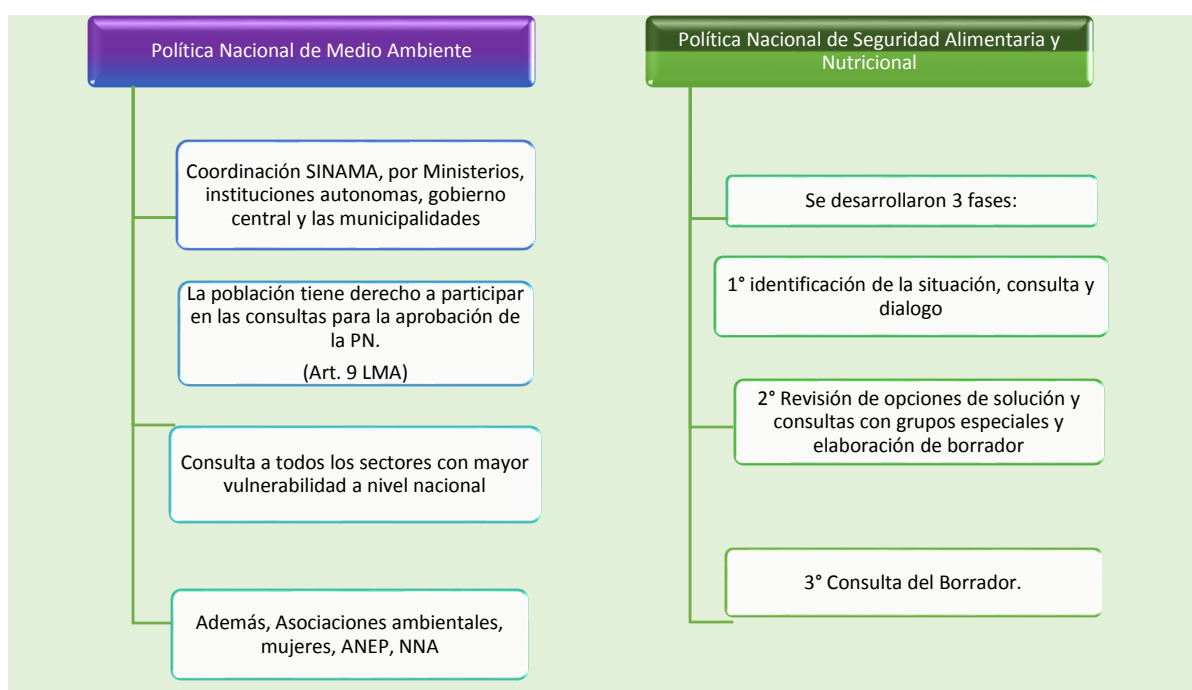 Política Nacional de Medio Ambiente
Coordinación SINAMA, por Ministerios,
instituciones autonomas, gobierno
central y las municipalidades
La población tiene derecho a participar
en las consultas para la aprobación de
la PN.
(Art. 9 LMA)
Consulta a todos los sectores con mayor
vulnerabilidad a nivel nacional
Además, Asociaciones ambientales,
mujeres, ANEP, NNA
Política Nacional de Seguridad Alimentaria y
Nutricional
Se desarrollaron 3 fases:
1° identificación de la situación, consulta y
dialogo
2° Revisión de opciones de solución y
consultas con grupos especiales y
elaboración de borrador
3° Consulta del Borrador.